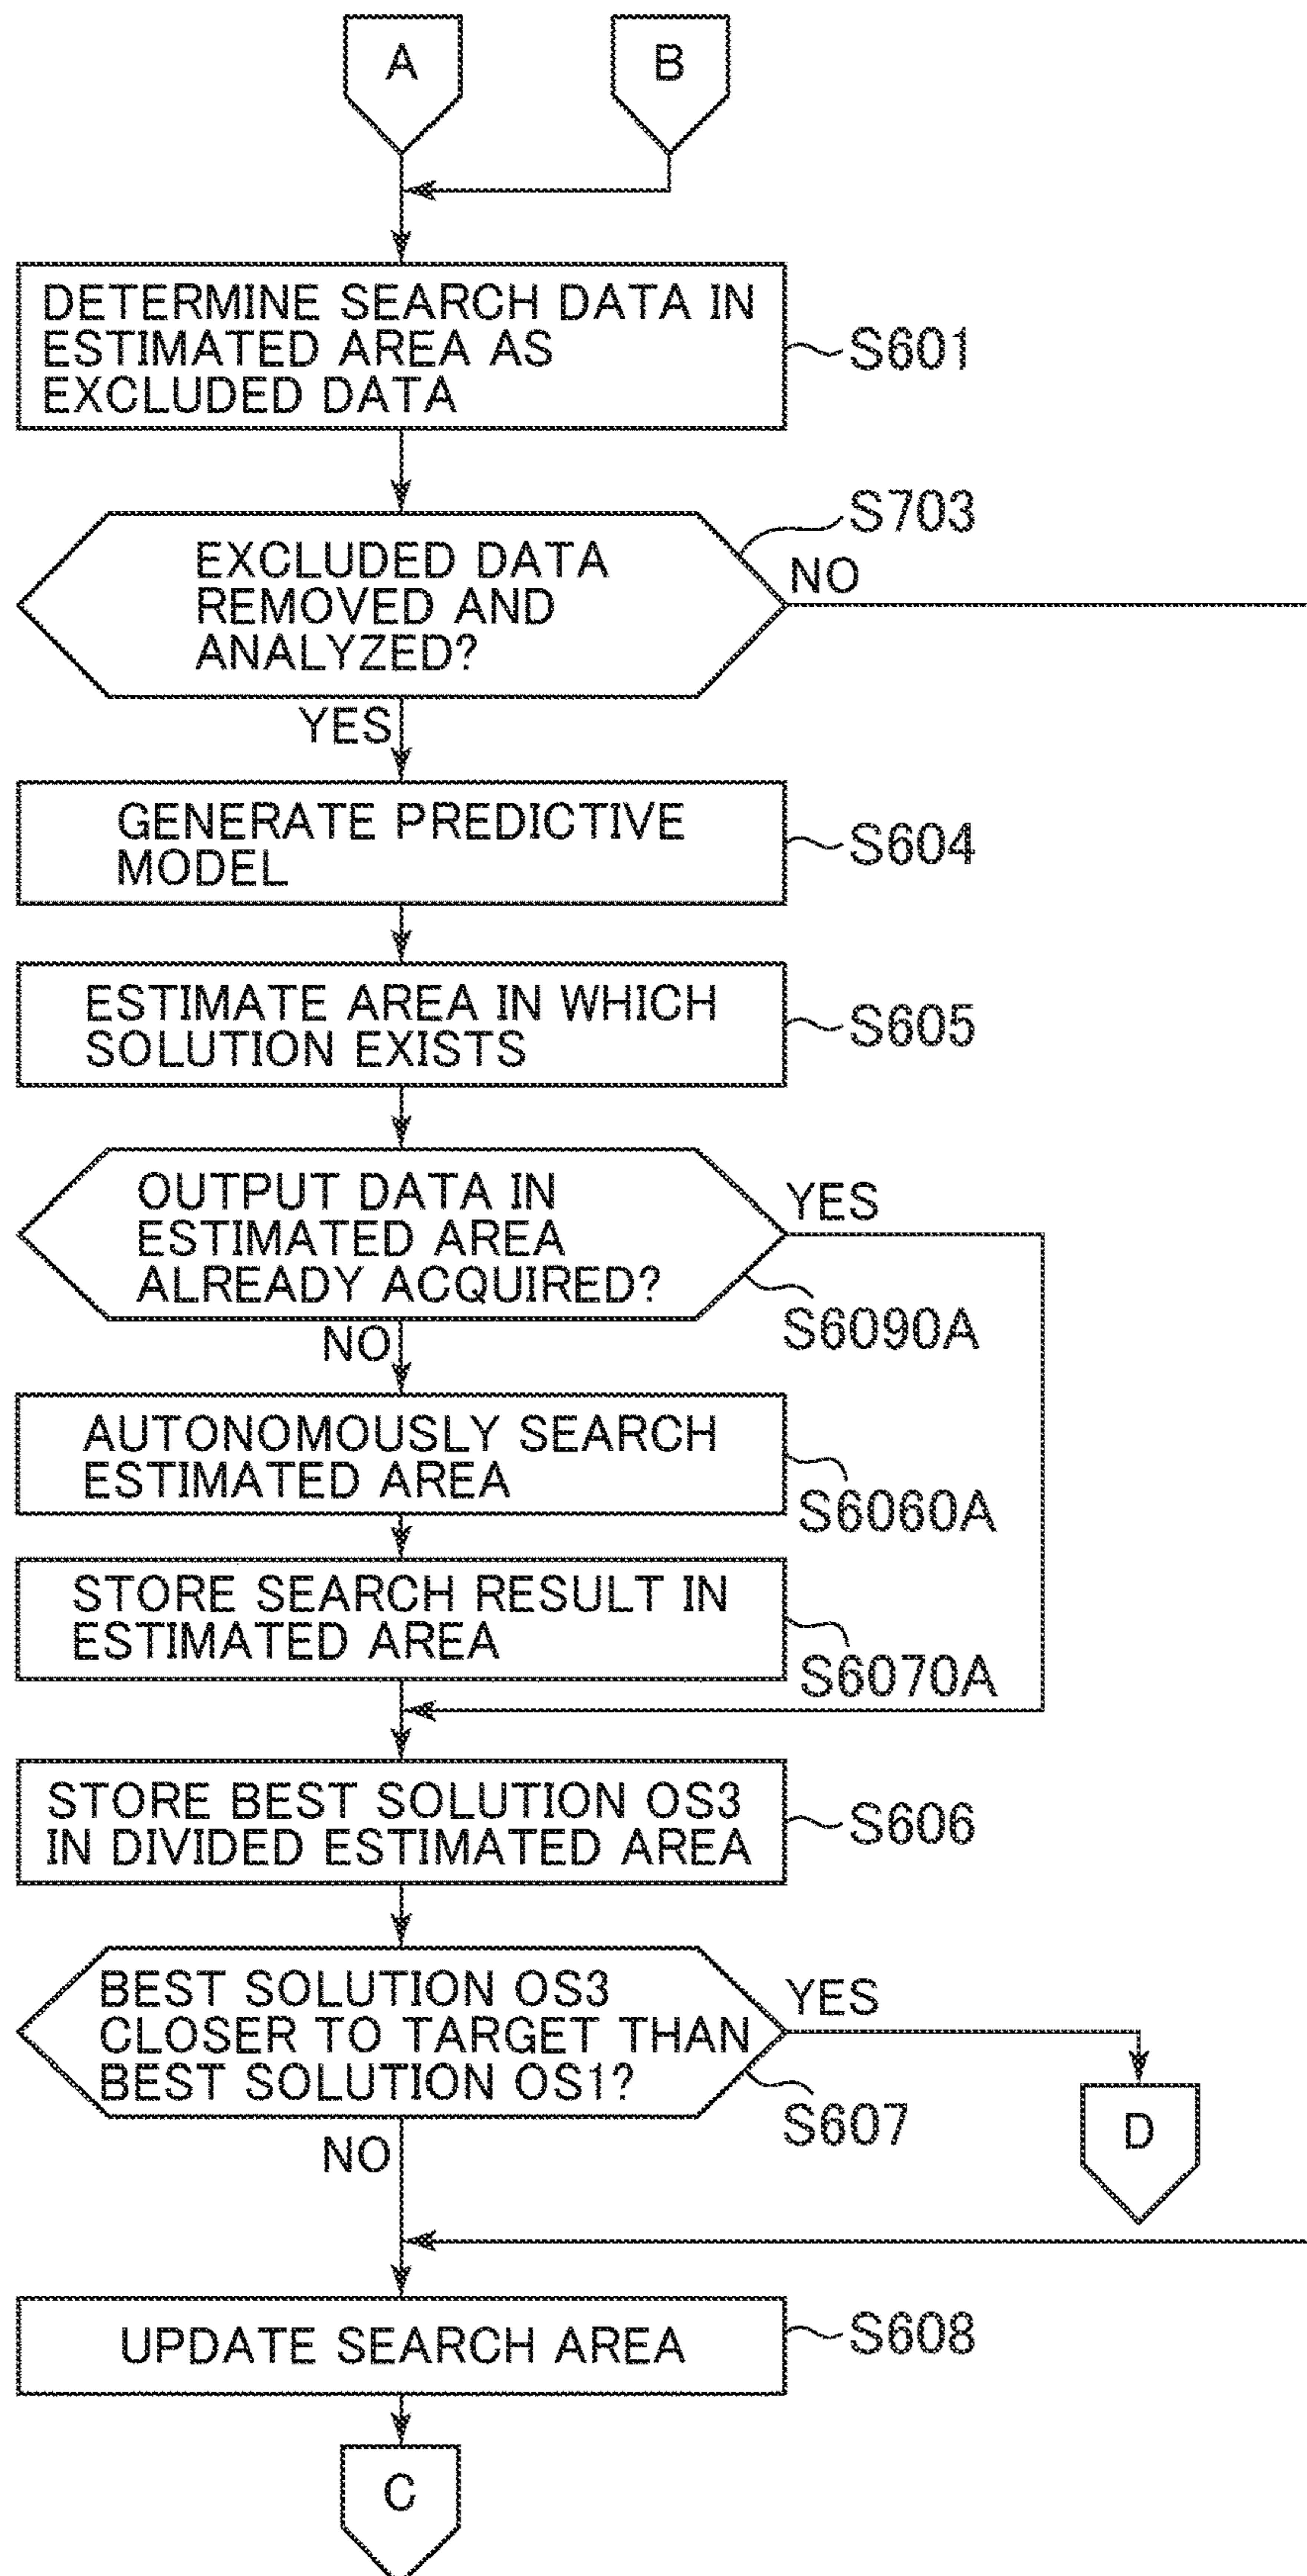 A
B
DETERMINE SEARCH DATA IN
ESTIMATED AREA AS
EXCLUDED DATA
S601
S703
EXCLUDED DATA
REMOVED AND
ANALYZED?
NO
YES
GENERATE PREDICTIVE
MODEL
S604
ESTIMATE AREA IN WHICH
SOLUTION EXISTS
S605
OUTPUT DATA IN
ESTIMATED AREA
ALREADY ACQUIRED?
YES
S6090A
NO
AUTONOMOUSLY SEARCH
ESTIMATED AREA
S6060A
STORE SEARCH RESULT IN
ESTIMATED AREA
S6070A
STORE BEST SOLUTION OS3
IN DIVIDED ESTIMATED AREA
S606
BEST SOLUTION OS3
CLOSER TO TARGET THAN
BEST SOLUTION OS1?
YES
S607
D
NO
UPDATE SEARCH AREA
S608
C